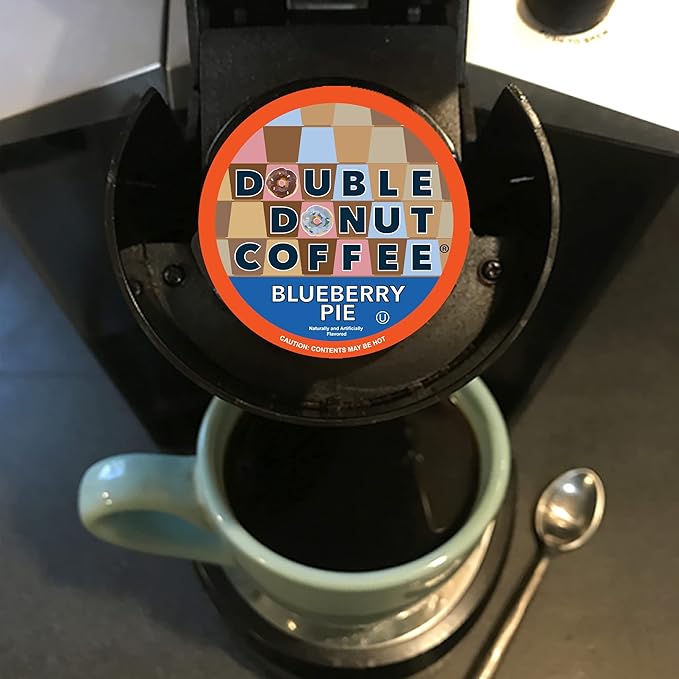 DOUBLE
DONUT
COFFEE®
BLUEBERRY
PIE
U
Naturally and Artificially
Flavored
CAUTION: CONTENTS MAY BE HOT